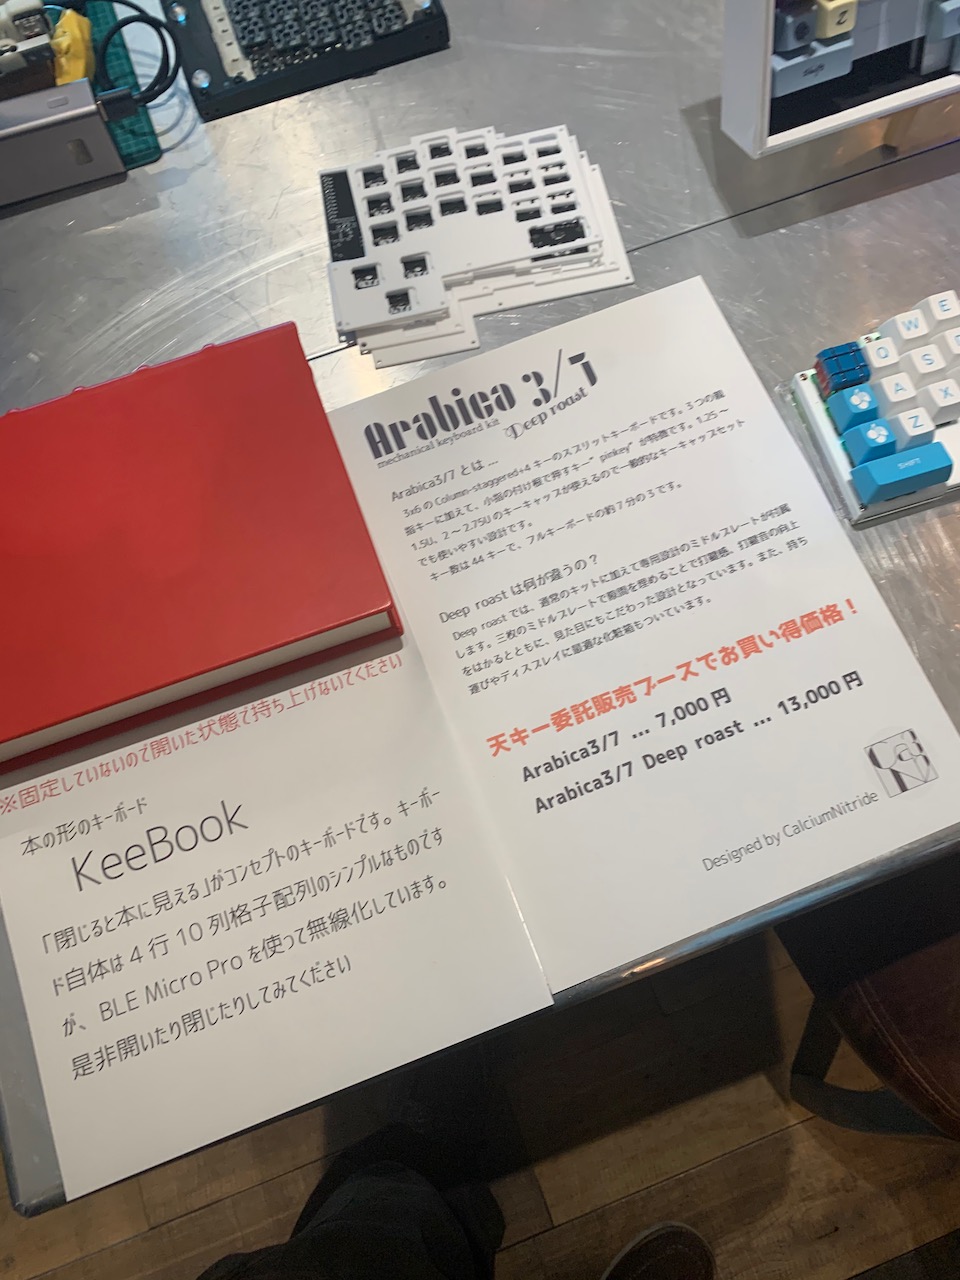 Arabica 3/7
mechanical keyboard kit Deep roast
Arabica3/7 とは ...
3x6 の Column-staggered+4 キーのスプリットキーボードです。3 つの親
指キーに加えて、小指の付け根で押すキー" pinkey" が特徴です。1.25 〜
1.5U、2 〜 2.75U のキーキャップが使えるので一般的なキーキャップセット
でも使いやすい設計です。
キー数は 44 キーで、フルキーボードの約 7 分の 3 です。
Deep roast は何が違うの？
Deep roast では、通常のキットに加えて専用設計のミドルプレートが付属
します。三枚のミドルプレートで隙間を埋めることで打鍵感、打鍵音の向上
をはかるとともに、見た目にもこだわった設計となっています。また、持ち
運びやディスプレイに最適な化粧箱もついています。
天キー委託販売ブースでお買い得価格！
Arabica3/7 ... 7,000 円
Arabica3/7 Deep roast ... 13,000 円
Designed by CalciumNitride
※固定していないので開いた状態で持ち上げないでください
本の形のキーボード
KeeBook
「閉じると本に見える」がコンセプトのキーボードです。キーボー
ド自体は 4 行 10 列格子配列のシンプルなものです
が、BLE Micro Pro を使って無線化しています。
是非開いたり閉じたりしてみてください
Z
Shift
Q W E
A S
Z X
SHIFT